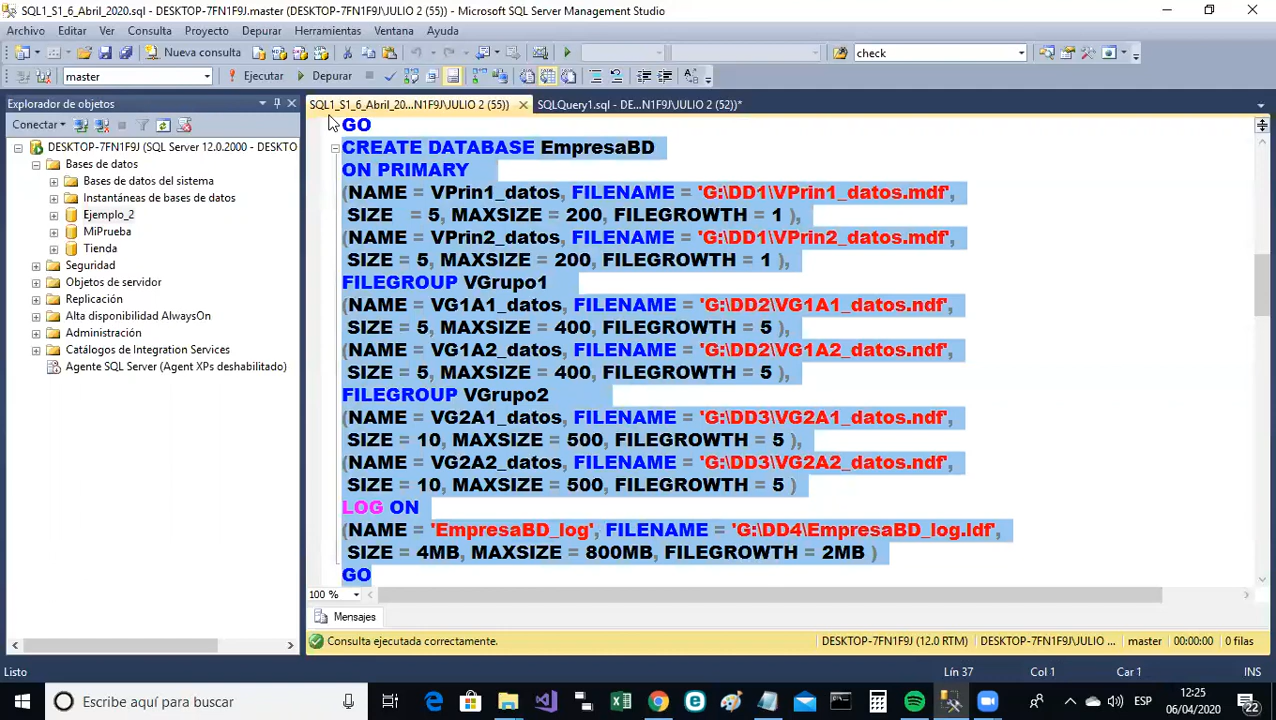 SQL1_S1_6_Abril_2020.sql - DESKTOP-7FN1F9J.master (DESKTOP-7FN1F9J\JULIO 2 (55)) - Microsoft SQL Server Management Studio
Archivo Editar Ver Consulta Proyecto Depurar Herramientas Ventana Ayuda
Nueva consulta check
master Ejecutar Depurar
Explorador de objetos
SQL1_S1_6_Abril_20...N1F9J\JULIO 2 (55))
SQLQuery1.sql - DE...N1F9J\JULIO 2 (52))*
Conectar
DESKTOP-7FN1F9J (SQL Server 12.0.2000 - DESKTO
Bases de datos
Bases de datos del sistema
Instantáneas de bases de datos
Ejemplo_2
MiPrueba
Tienda
Seguridad
Objetos de servidor
Replicación
Alta disponibilidad AlwaysOn
Administración
Catálogos de Integration Services
Agente SQL Server (Agent XPs deshabilitado)
GO
CREATE DATABASE EmpresaBD
ON PRIMARY
(NAME = VPrin1_datos, FILENAME = 'G:\DD1\VPrin1_datos.mdf',
SIZE = 5, MAXSIZE = 200, FILEGROWTH = 1 ),
(NAME = VPrin2_datos, FILENAME = 'G:\DD1\VPrin2_datos.mdf',
SIZE = 5, MAXSIZE = 200, FILEGROWTH = 1 ),
FILEGROUP VGrupo1
(NAME = VG1A1_datos, FILENAME = 'G:\DD2\VG1A1_datos.ndf',
SIZE = 5, MAXSIZE = 400, FILEGROWTH = 5 ),
(NAME = VG1A2_datos, FILENAME = 'G:\DD2\VG1A2_datos.ndf',
SIZE = 5, MAXSIZE = 400, FILEGROWTH = 5 ),
FILEGROUP VGrupo2
(NAME = VG2A1_datos, FILENAME = 'G:\DD3\VG2A1_datos.ndf',
SIZE = 10, MAXSIZE = 500, FILEGROWTH = 5 ),
(NAME = VG2A2_datos, FILENAME = 'G:\DD3\VG2A2_datos.ndf',
SIZE = 10, MAXSIZE = 500, FILEGROWTH = 5 )
LOG ON
(NAME = 'EmpresaBD_log', FILENAME = 'G:\DD4\EmpresaBD_log.ldf',
SIZE = 4MB, MAXSIZE = 800MB, FILEGROWTH = 2MB )
GO
100 %
Mensajes
Consulta ejecutada correctamente. DESKTOP-7FN1F9J (12.0 RTM) DESKTOP-7FN1F9J\JULIO ... master 00:00:00 0 filas
Listo Lín 37 Col 1 Car 1 INS
Escribe aquí para buscar
ESP
12:25
06/04/2020
22